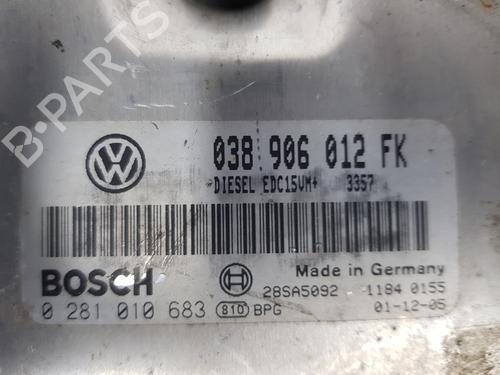 038 906 012 FK
DIESEL EDC15VM+ 3357
BOSCH
Made in Germany
28SA5092 1184 0155
0 281 010 683 810 BPG
01-12-05
B-PARTS